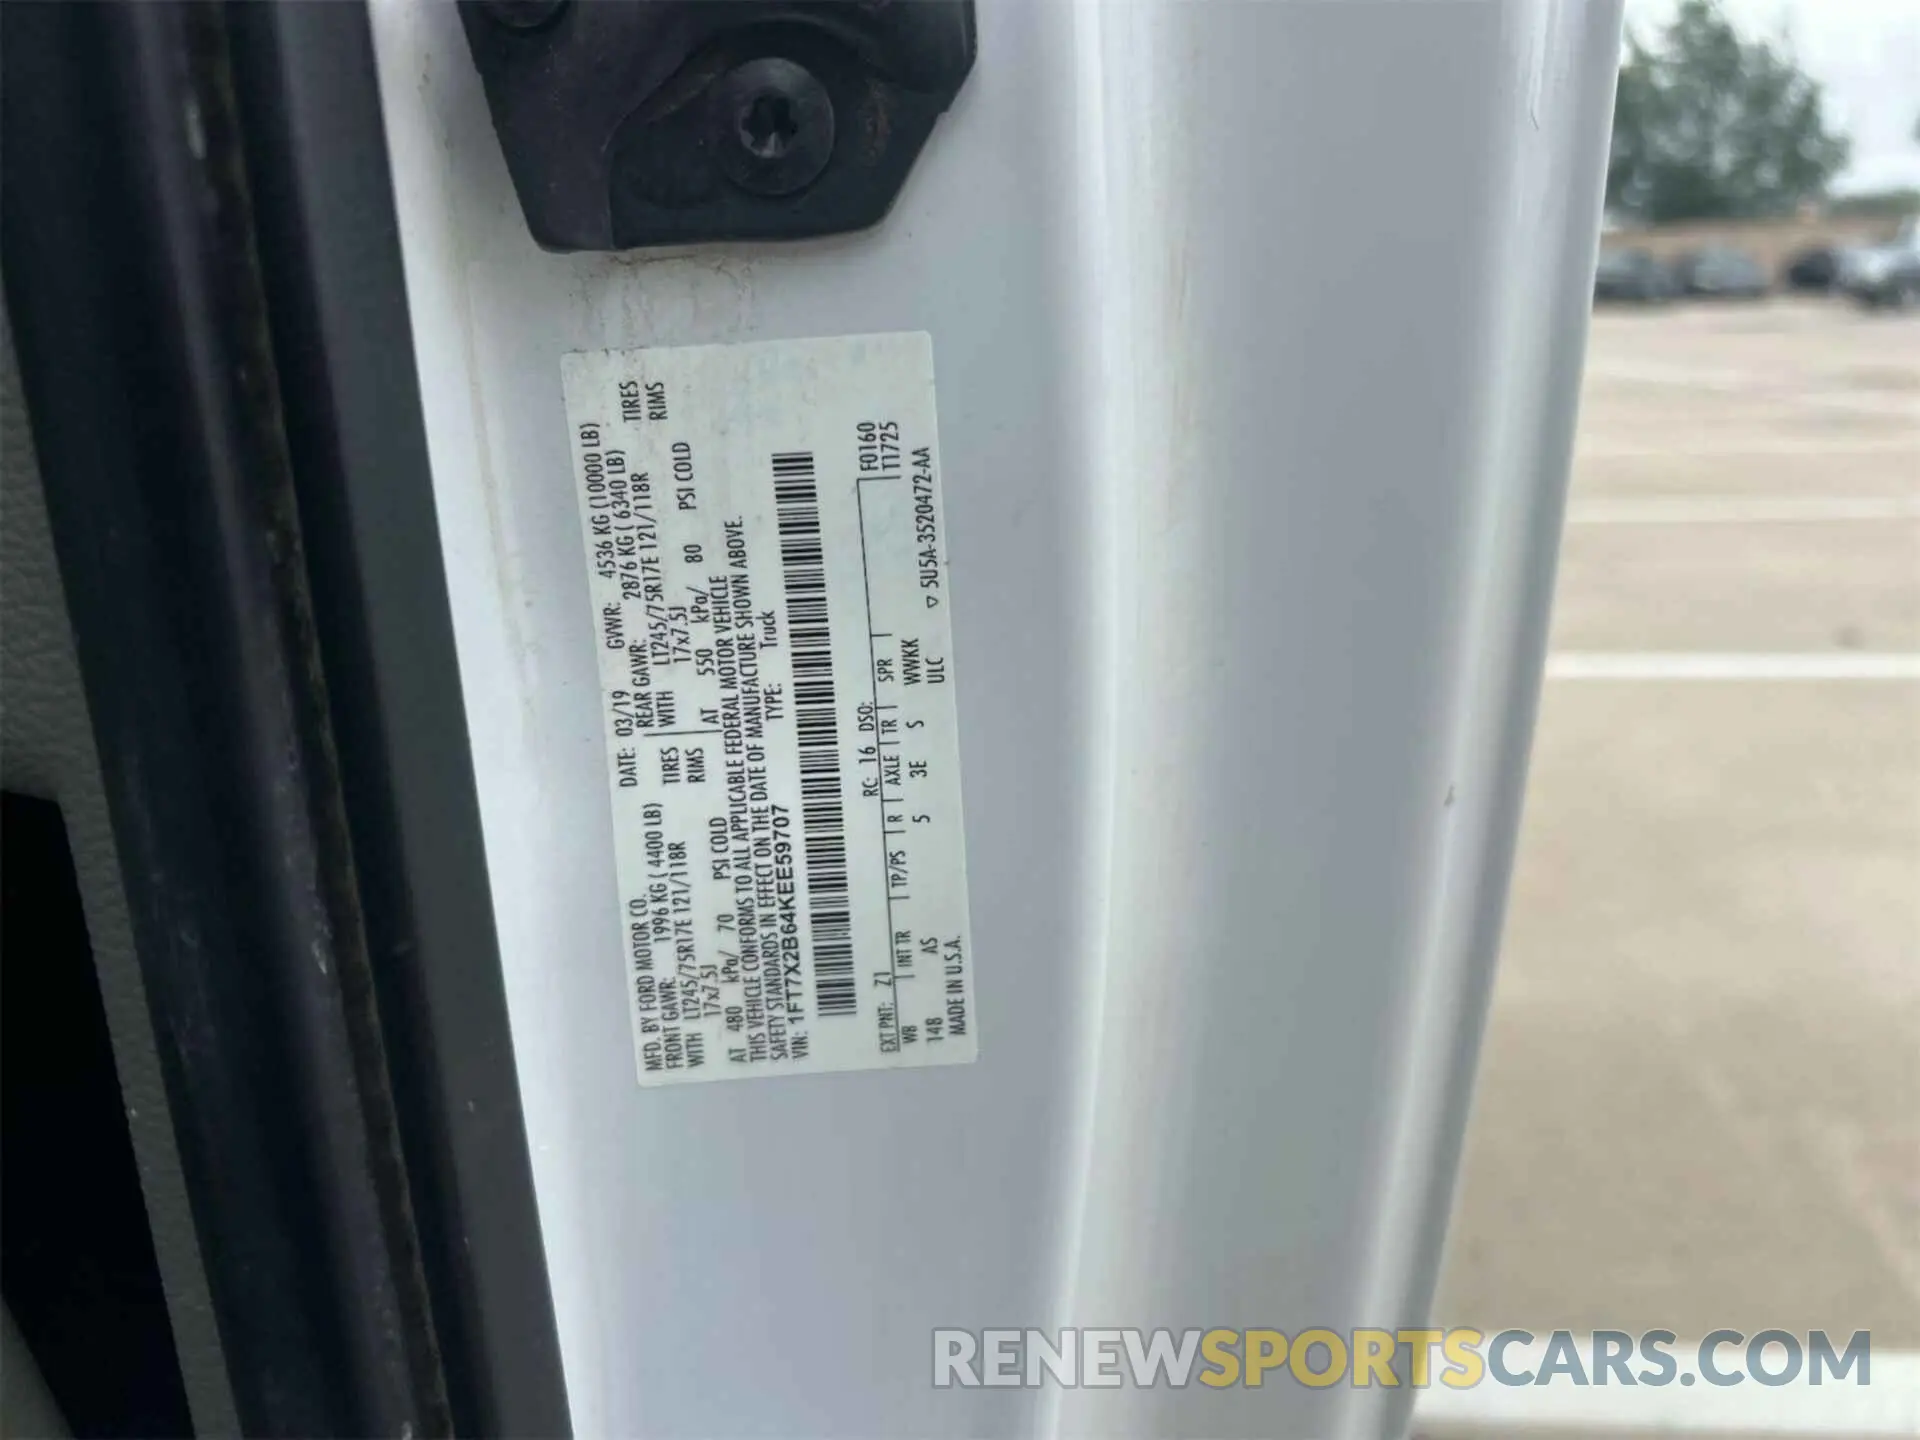 MFD. BY FORD MOTOR CO.
DATE: 03/19 GVWR: 4536 KG (10000 LB)
FRONT GAWR: 1996 KG ( 4400 LB)
REAR GAWR: 2876 KG ( 6340 LB)
WITH LT245/75R17E 121/118R TIRES
WITH LT245/75R17E 121/118R TIRES
17x7.5J RIMS
17x7.5J RIMS
AT 480 kPa/ 70 PSI COLD
AT 550 kPa/ 80 PSI COLD
THIS VEHICLE CONFORMS TO ALL APPLICABLE FEDERAL MOTOR VEHICLE
SAFETY STANDARDS IN EFFECT ON THE DATE OF MANUFACTURE SHOWN ABOVE.
VIN: 1FT7X2B64KEE59707
TYPE: Truck
F0160
T1725
EXT PNT: Z1 RC: 16 DSO:
WB INT TR TP/PS R AXLE TR SPR
148 AS 5 3E S WWKK
ULC
MADE IN U.S.A.
▽ 5U5A-3520472-AA
RENEWSPORTSCARS.COM